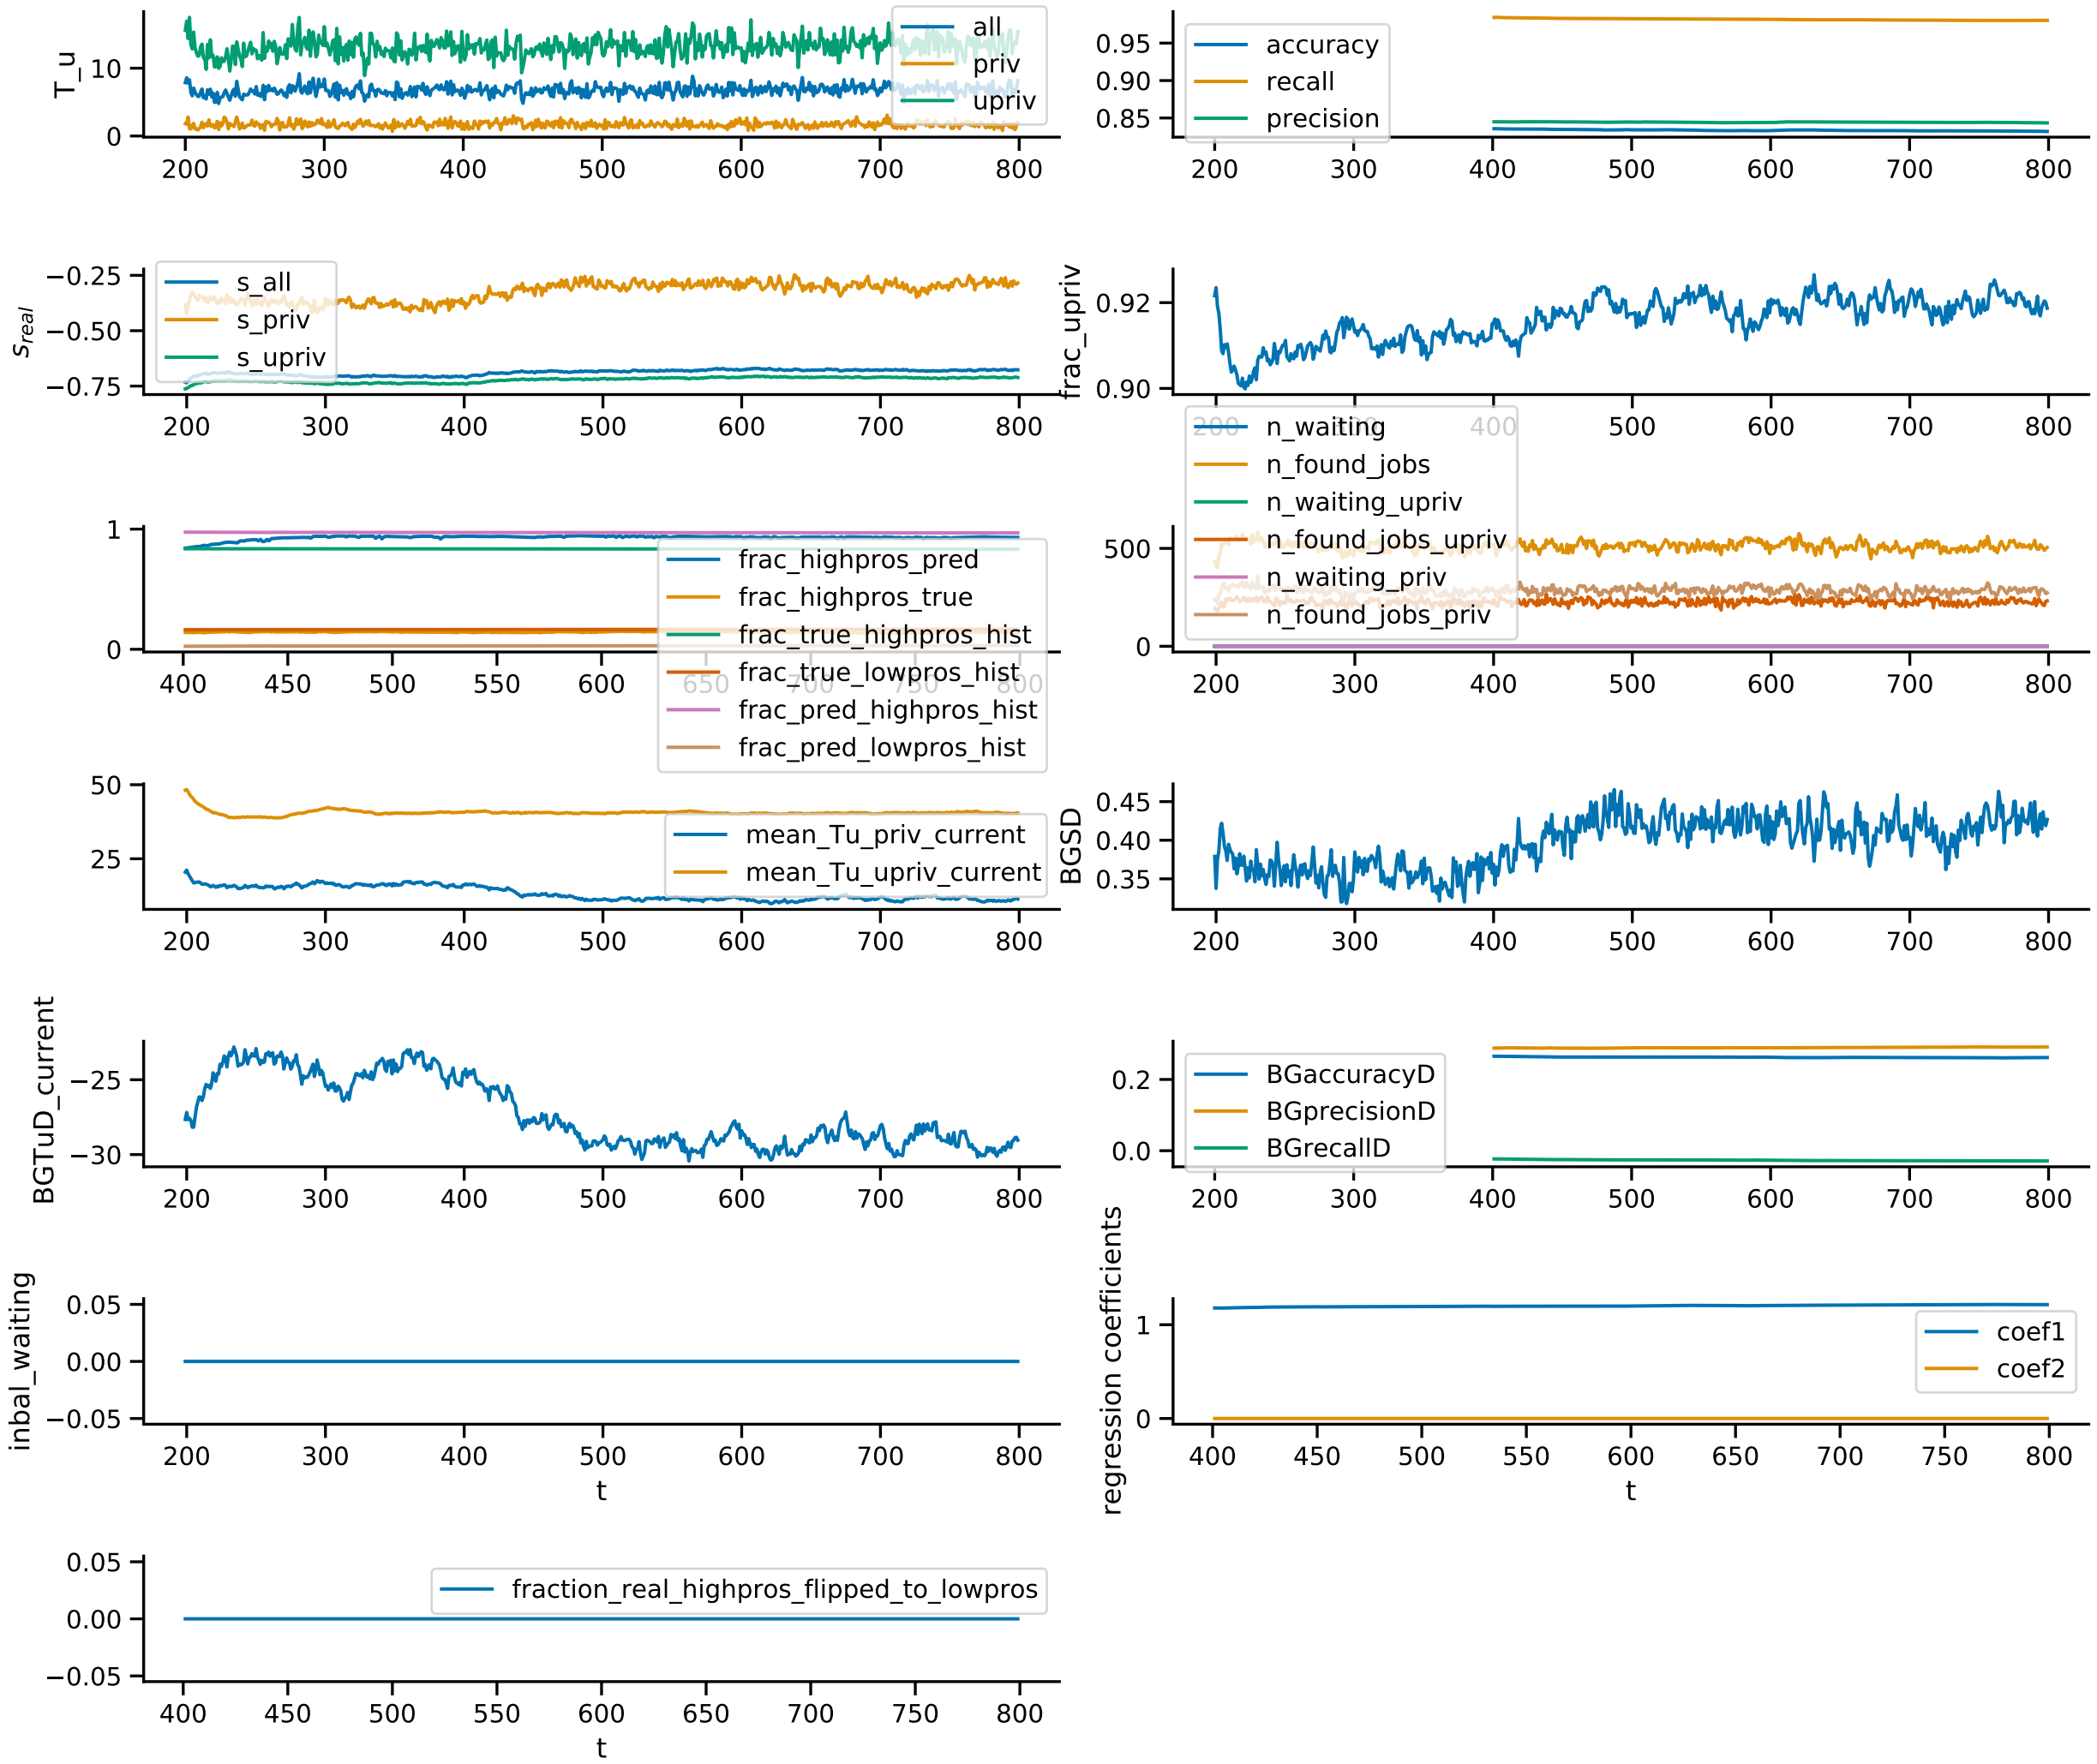 T_u
10
0
200 300 400 500 600 700 800
all
priv
upriv
0.95
0.90
0.85
200 300 400 500 600 700 800
accuracy
recall
precision
s_real
−0.25
−0.50
−0.75
200 300 400 500 600 700 800
s_all
s_priv
s_upriv
frac_upriv
0.92
0.90
200 300 400 500 600 700 800
1
0
400 450 500 550 600 650 700 750 800
frac_highpros_pred
frac_highpros_true
frac_true_highpros_hist
frac_true_lowpros_hist
frac_pred_highpros_hist
frac_pred_lowpros_hist
500
0
200 300 400 500 600 700 800
n_waiting
n_found_jobs
n_waiting_upriv
n_found_jobs_upriv
n_waiting_priv
n_found_jobs_priv
50
25
200 300 400 500 600 700 800
mean_Tu_priv_current
mean_Tu_upriv_current
BGSD
0.45
0.40
0.35
200 300 400 500 600 700 800
BGTuD_current
−25
−30
200 300 400 500 600 700 800
0.2
0.0
200 300 400 500 600 700 800
BGaccuracyD
BGprecisionD
BGrecallD
inbal_waiting
0.05
0.00
−0.05
200 300 400 500 600 700 800
t
regression coefficients
1
0
400 450 500 550 600 650 700 750 800
t
coef1
coef2
0.05
0.00
−0.05
400 450 500 550 600 650 700 750 800
t
fraction_real_highpros_flipped_to_lowpros